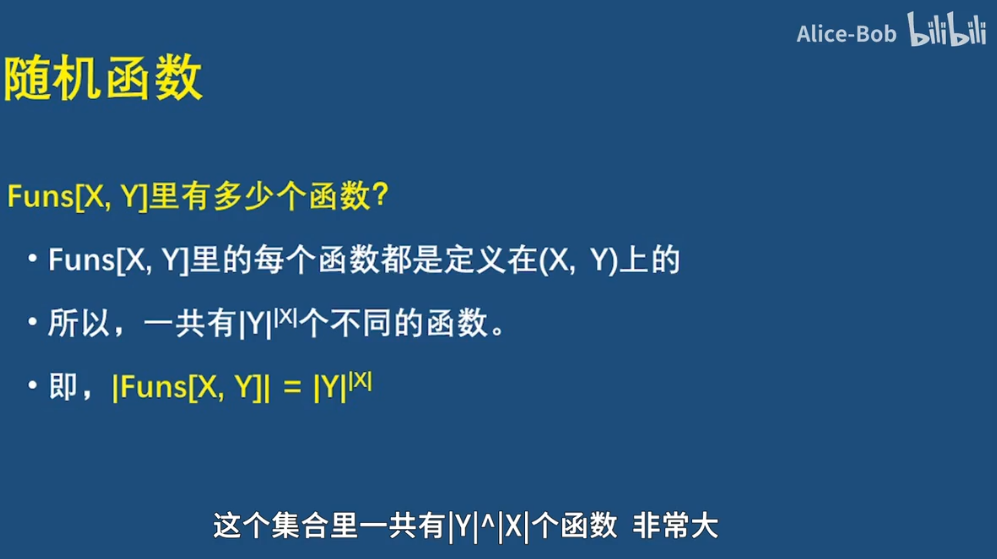 Alice-Bob bilibili
随机函数
Funs[X, Y]里有多少个函数?
• Funs[X, Y]里的每个函数都是定义在(X, Y)上的
• 所以，一共有|Y|^|X|个不同的函数。
• 即，|Funs[X, Y]| = |Y|^|X|
这个集合里一共有|Y|^|X|个函数 非常大